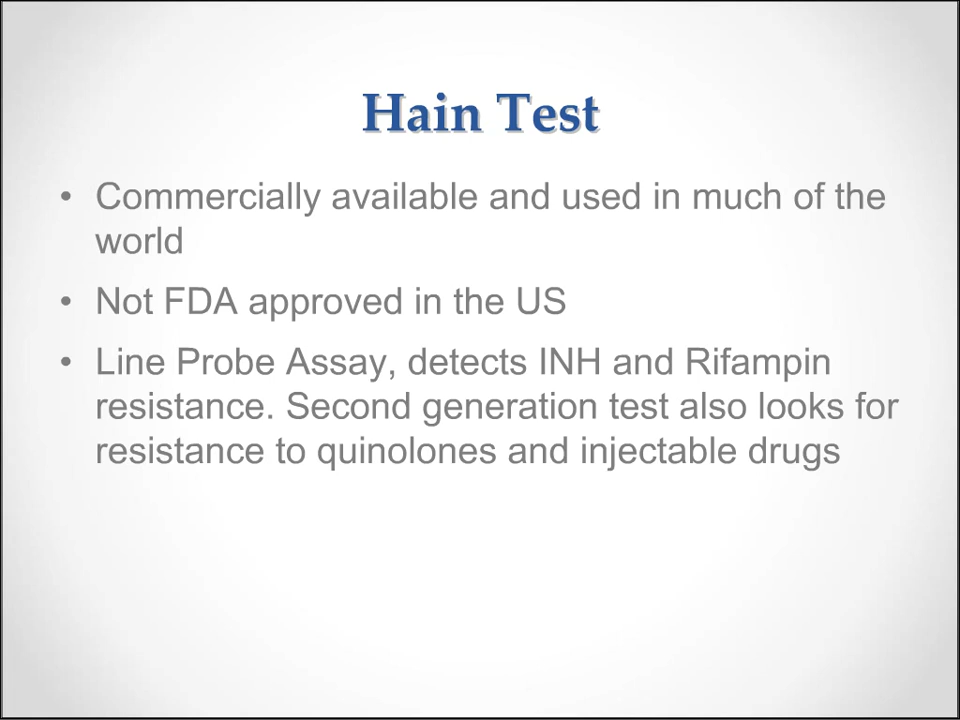 Hain Test
• Commercially available and used in much of the
world
• Not FDA approved in the US
• Line Probe Assay, detects INH and Rifampin
resistance. Second generation test also looks for
resistance to quinolones and injectable drugs